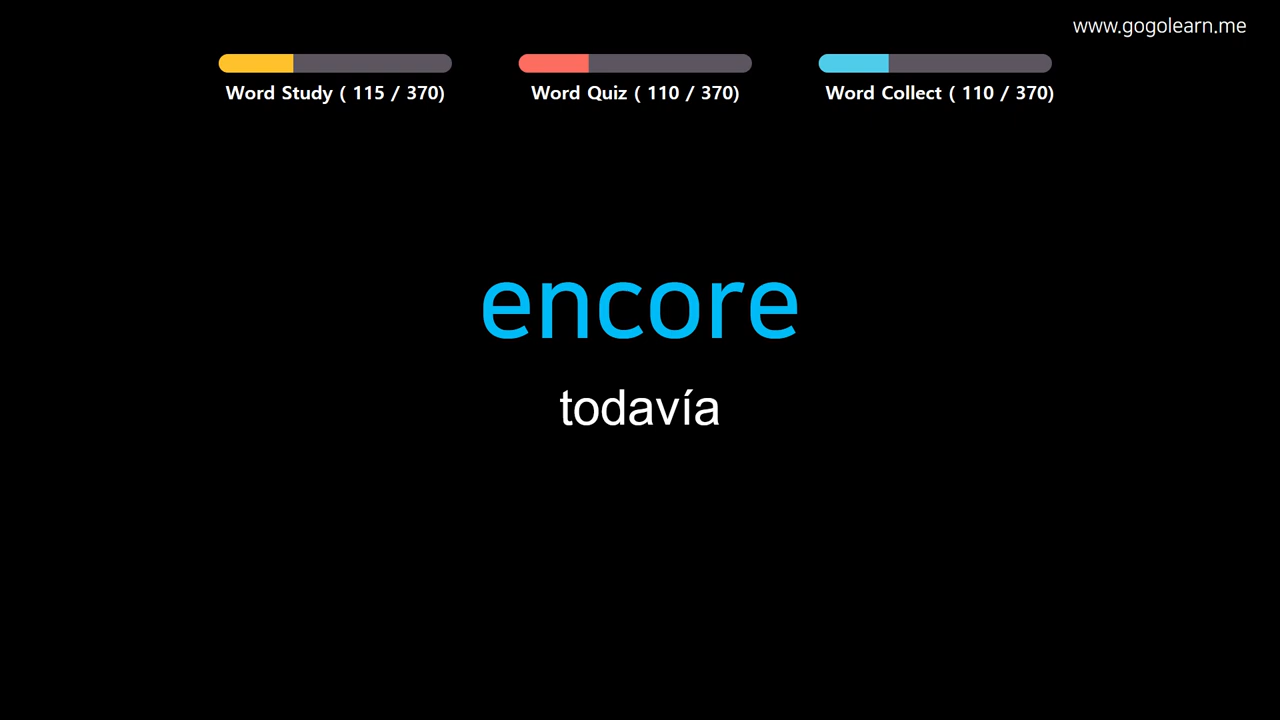 www.gogolearn.me
Word Study ( 115 / 370)
Word Quiz ( 110 / 370)
Word Collect ( 110 / 370)
encore
todavía